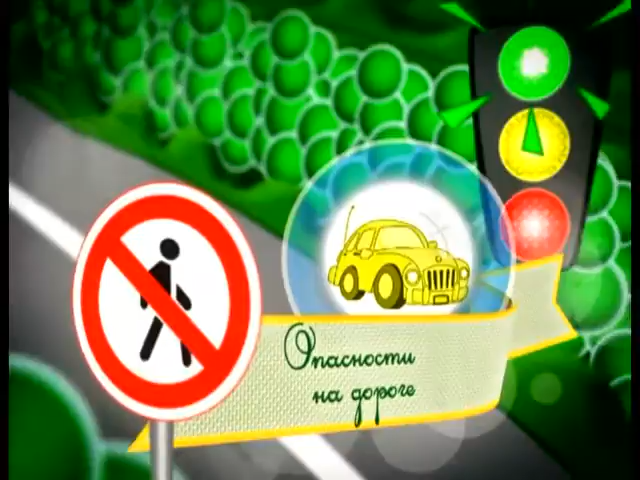 Опасности
на дороге